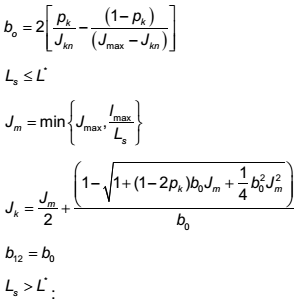 b_o = 2[p_k/J_kn − (1−p_k)/(J_max − J_kn)]
L_s ≤ L^*
J_m = min{J_max, I_max/L_s}
J_k = J_m/2 + (1−√(1+(1−2p_k)b_0J_m + 1/4 b_0^2J_m^2))/b_0
b_12 = b_0
L_s > L^* :